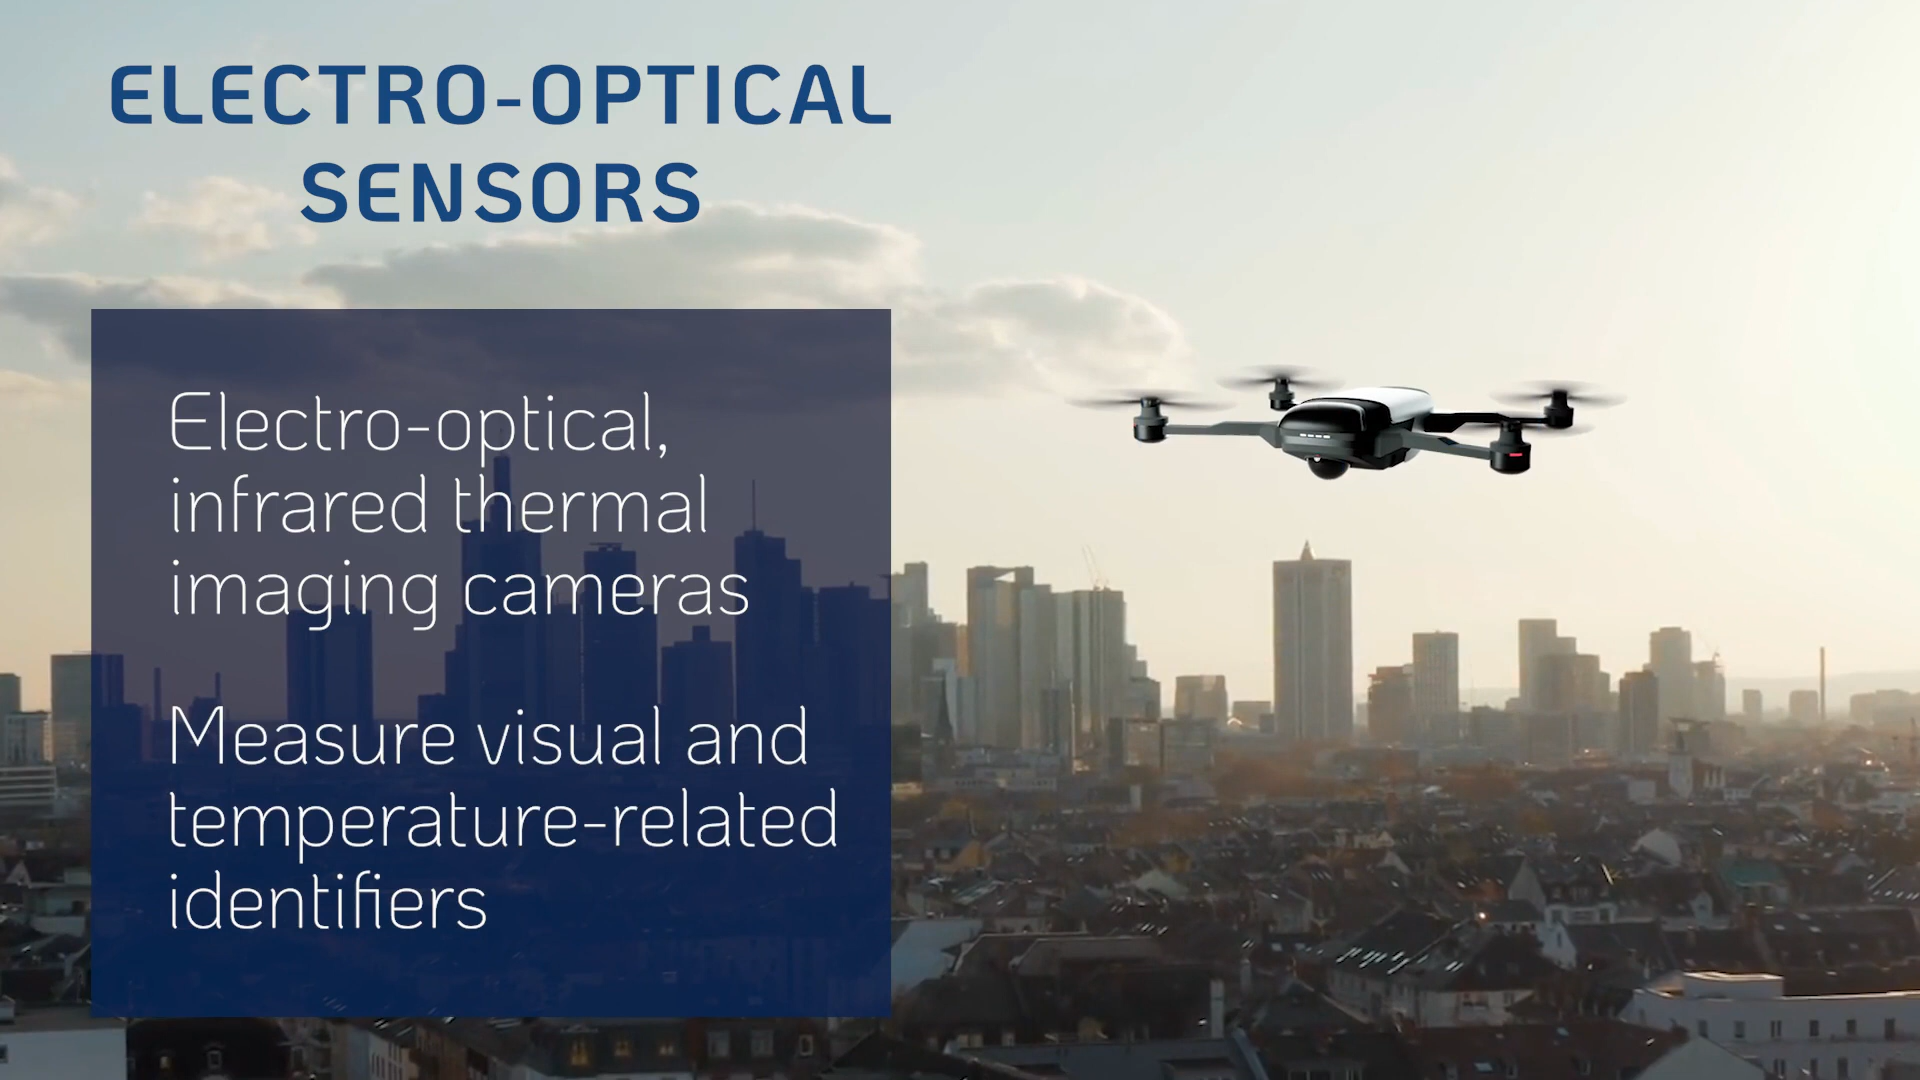 ELECTRO-OPTICAL
SENSORS
Electro-optical,
infrared thermal
imaging cameras
Measure visual and
temperature-related
identifiers